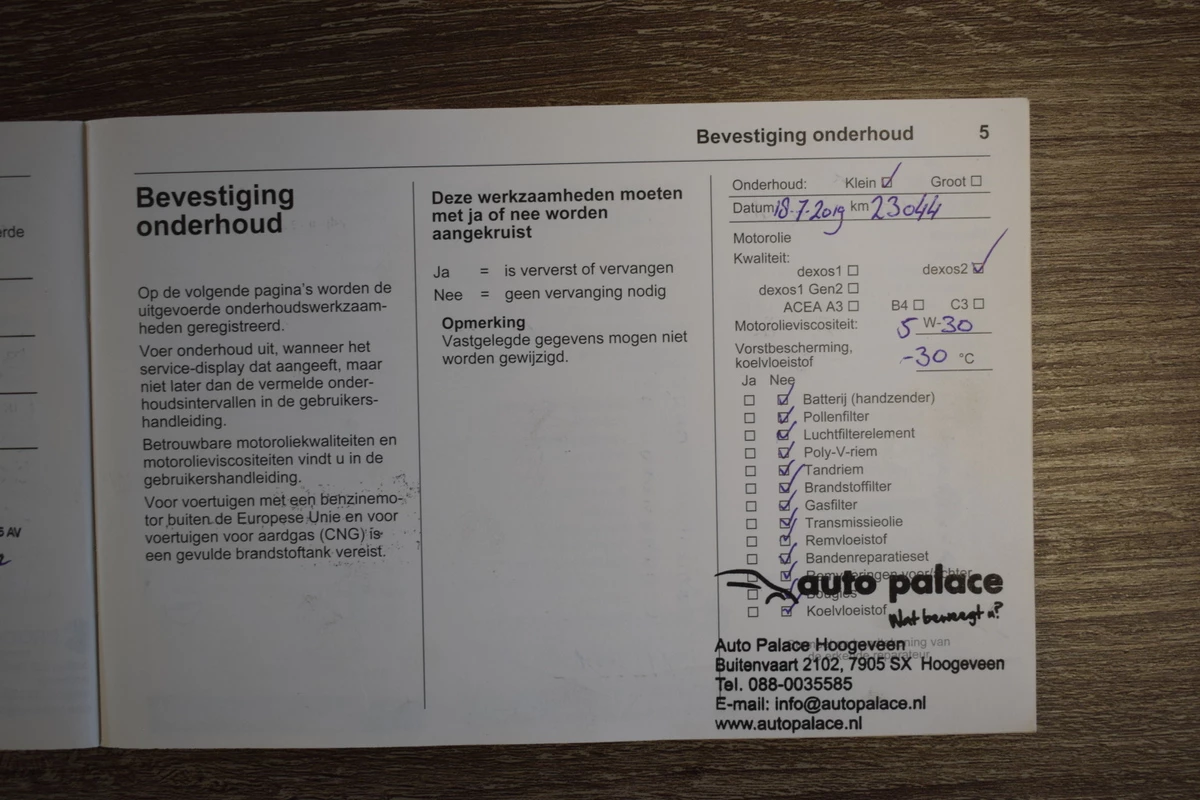 Bevestiging onderhoud 5
Bevestiging
onderhoud
Op de volgende pagina's worden de
uitgevoerde onderhoudswerkzaam-
heden geregistreerd.
Voer onderhoud uit, wanneer het
service-display dat aangeeft, maar
niet later dan de vermelde onder-
houdsintervallen in de gebruikers-
handleiding.
Betrouwbare motoroliekwaliteiten en
motorolieviscositeiten vindt u in de
gebruikershandleiding.
Voor voertuigen met een benzinemo-
tor buiten de Europese Unie en voor
voertuigen voor aardgas (CNG) is
een gevulde brandstoftank vereist.
Deze werkzaamheden moeten
met ja of nee worden
aangekruist
Ja = is ververst of vervangen
Nee = geen vervanging nodig
Opmerking
Vastgelegde gegevens mogen niet
worden gewijzigd.
Onderhoud: Klein Groot
Datum 18-7-2019 km 23044
Motorolie
Kwaliteit:
dexos1 dexos2
dexos1 Gen2
ACEA A3 B4 C3
Motorolieviscositeit: 5 W-30
Vorstbescherming,
koelvloeistof -30 °C
Ja Nee
Batterij (handzender)
Pollenfilter
Luchtfilterelement
Poly-V-riem
Tandriem
Brandstoffilter
Gasfilter
Transmissieolie
Remvloeistof
Bandenreparatieset
auto palace
Bougies
Koelvloeistof
Wat beweegt u?
Auto Palace Hoogeveen
Buitenvaart 2102, 7905 SX Hoogeveen
Tel. 088-0035585
E-mail: info@autopalace.nl
www.autopalace.nl